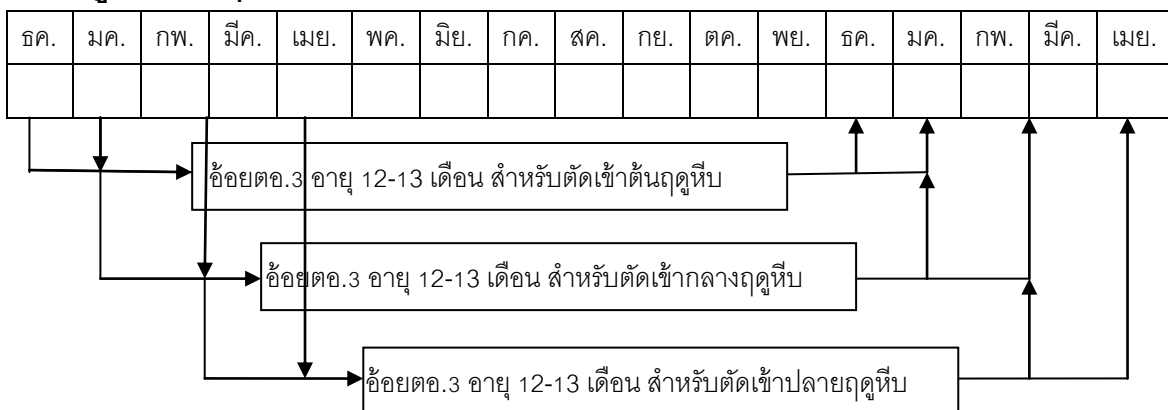 ธค. มค. กพ. มีค. เมย. พค. มิย. กค. สค. กย. ตค. พย. ธค. มค. กพ. มีค. เมย.
อ้อยตอ.3 อายุ 12-13 เดือน สำหรับตัดเข้าต้นฤดูหีบ
อ้อยตอ.3 อายุ 12-13 เดือน สำหรับตัดเข้ากลางฤดูหีบ
อ้อยตอ.3 อายุ 12-13 เดือน สำหรับตัดเข้าปลายฤดูหีบ